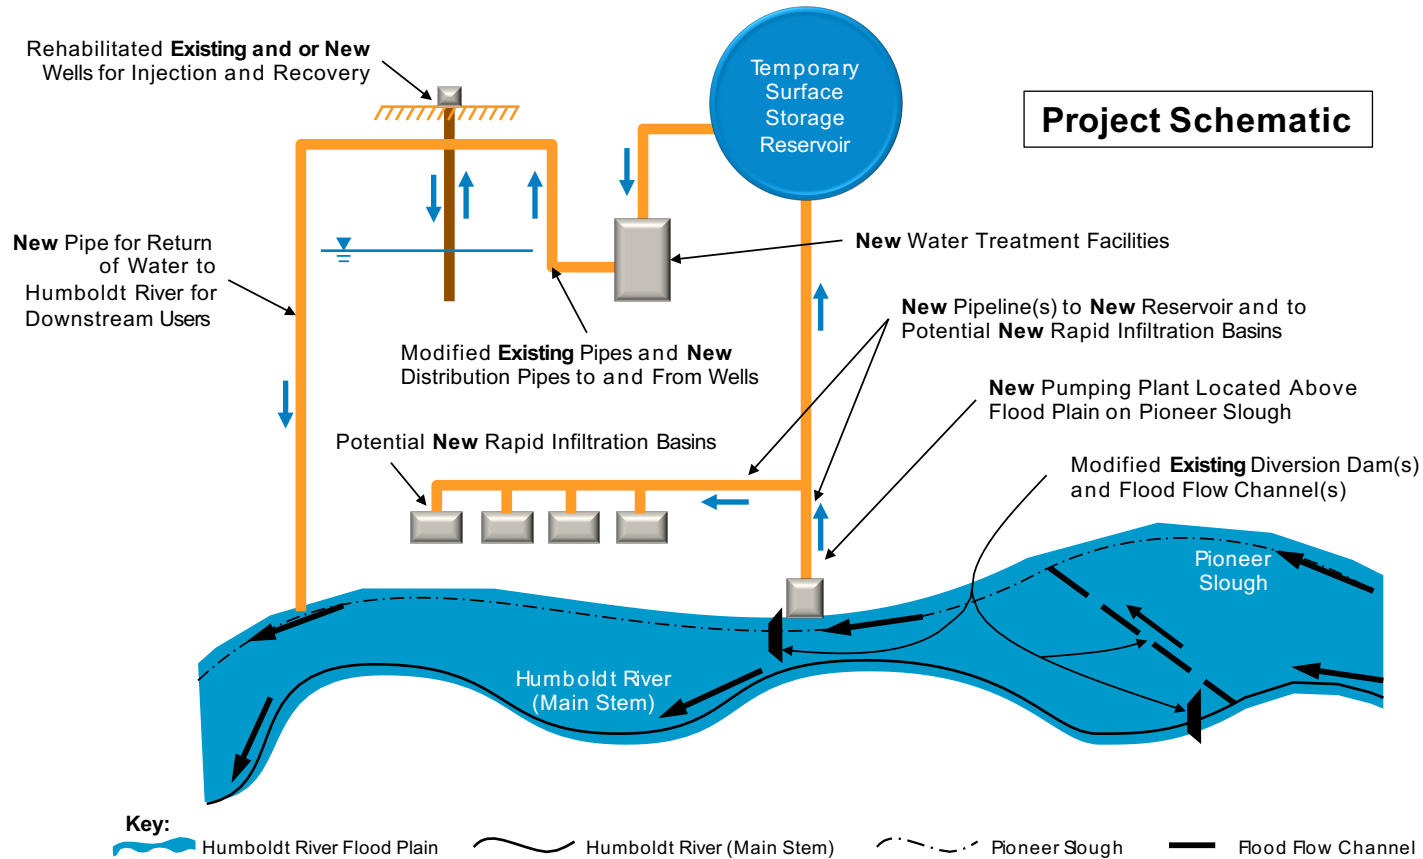 Rehabilitated Existing and or New
Wells for Injection and Recovery
Temporary
Surface
Storage
Reservoir
Project Schematic
New Pipe for Return
of Water to
Humboldt River for
Downstream Users
New Water Treatment Facilities
New Pipeline(s) to New Reservoir and to
Potential New Rapid Infiltration Basins
Modified Existing Pipes and New
Distribution Pipes to and From Wells
New Pumping Plant Located Above
Flood Plain on Pioneer Slough
Potential New Rapid Infiltration Basins
Modified Existing Diversion Dam(s)
and Flood Flow Channel(s)
Pioneer
Slough
Humboldt River
(Main Stem)
Key:
Humboldt River Flood Plain
Humboldt River (Main Stem)
Pioneer Slough
Flood Flow Channel